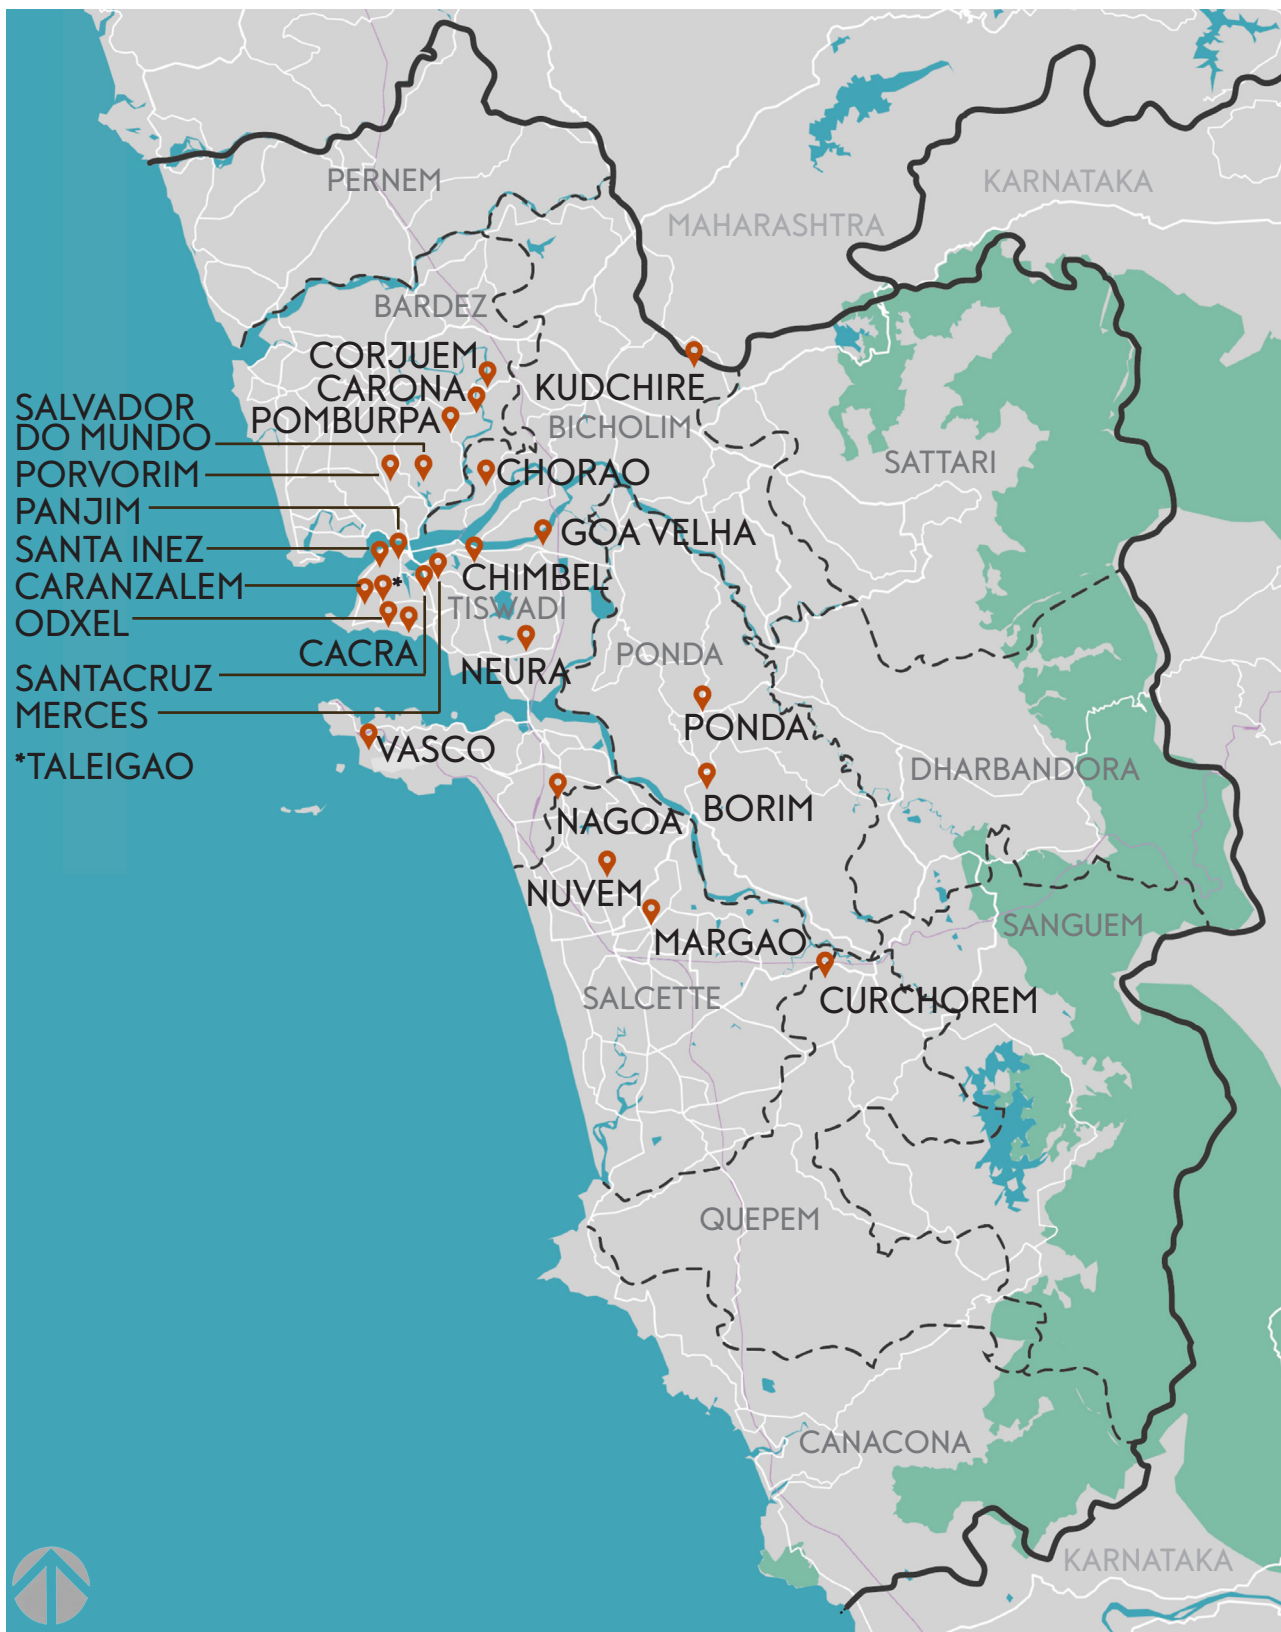 PERNEM
KARNATAKA
MAHARASHTRA
BARDEZ
CORJUEM
CARONA
KUDCHIRE
POMBURPA
BICHOLIM
SALVADOR
DO MUNDO
PORVORIM
CHORAO
SATTARI
PANJIM
GOA VELHA
SANTA INEZ
CHIMBEL
CARANZALEM
*
TISWADI
ODXEL
CACRA
NEURA
PONDA
SANTACRUZ
MERCES
PONDA
VASCO
*TALEIGAO
DHARBANDORA
BORIM
NAGOA
NUVEM
SANGUEM
MARGAO
SALCETTE
CURCHOREM
QUEPEM
CANACONA
KARNATAKA